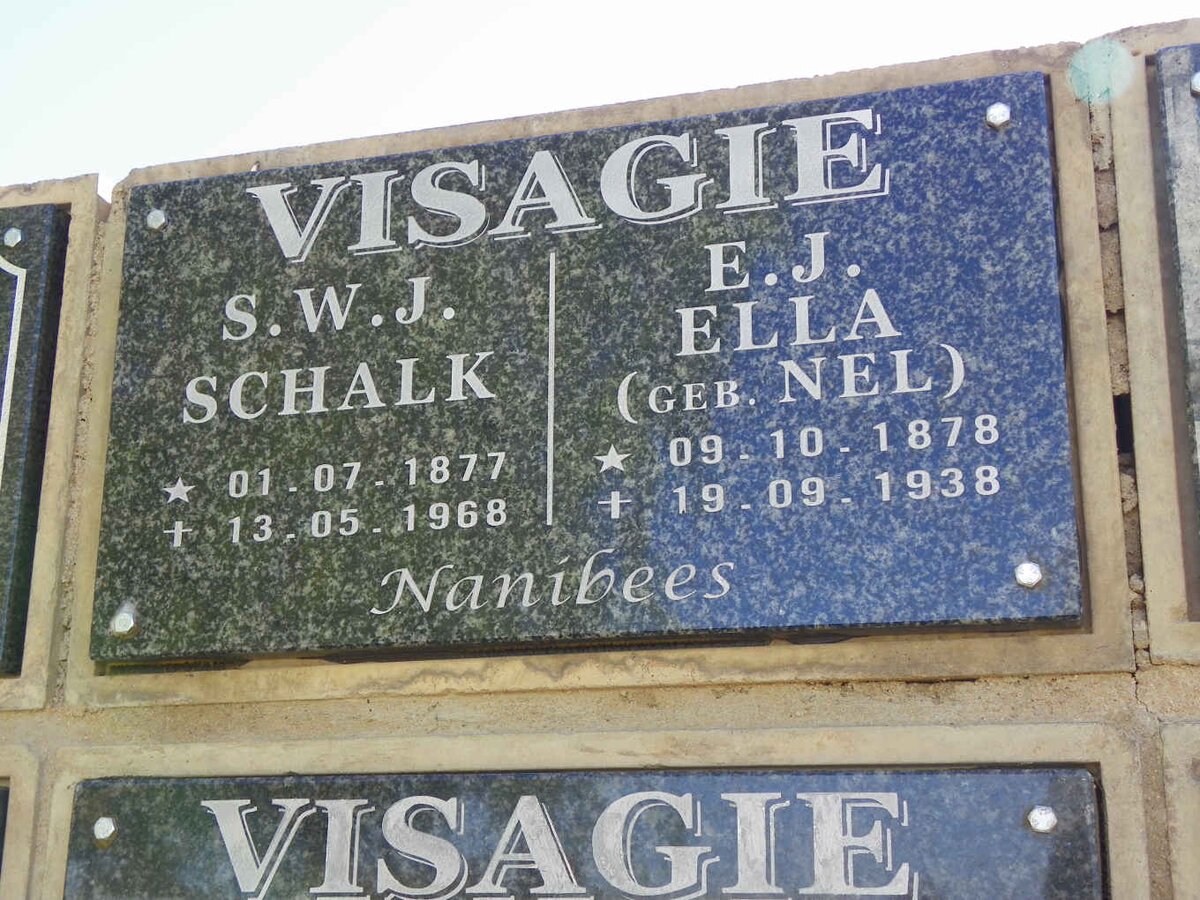 VISAGIE
S.W.J.
SCHALK
★ 01-07-1877
✝ 13-05-1968
E.J.
ELLA
(GEB. NEL)
★ 09-10-1878
✝ 19-09-1938
Nanibees
VISAGIE